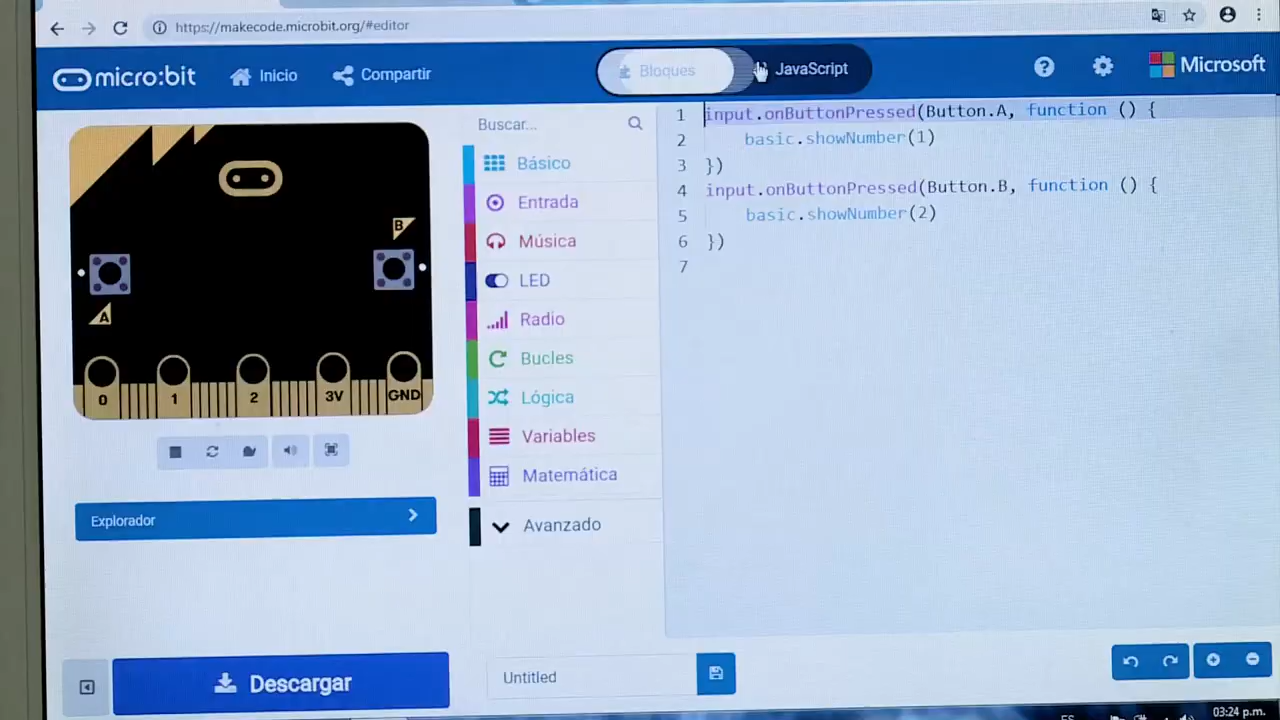 https://makecode.microbit.org/#editor
micro:bit
Inicio
Compartir
Bloques
JavaScript
Microsoft
B
A
0 1 2 3V GND
Explorador
Descargar
Buscar...
Básico
Entrada
Música
LED
Radio
Bucles
Lógica
Variables
Matemática
Avanzado
1 input.onButtonPressed(Button.A, function () {
2 basic.showNumber(1)
3 })
4 input.onButtonPressed(Button.B, function () {
5 basic.showNumber(2)
6 })
7
Untitled
ES
03:24 p.m.